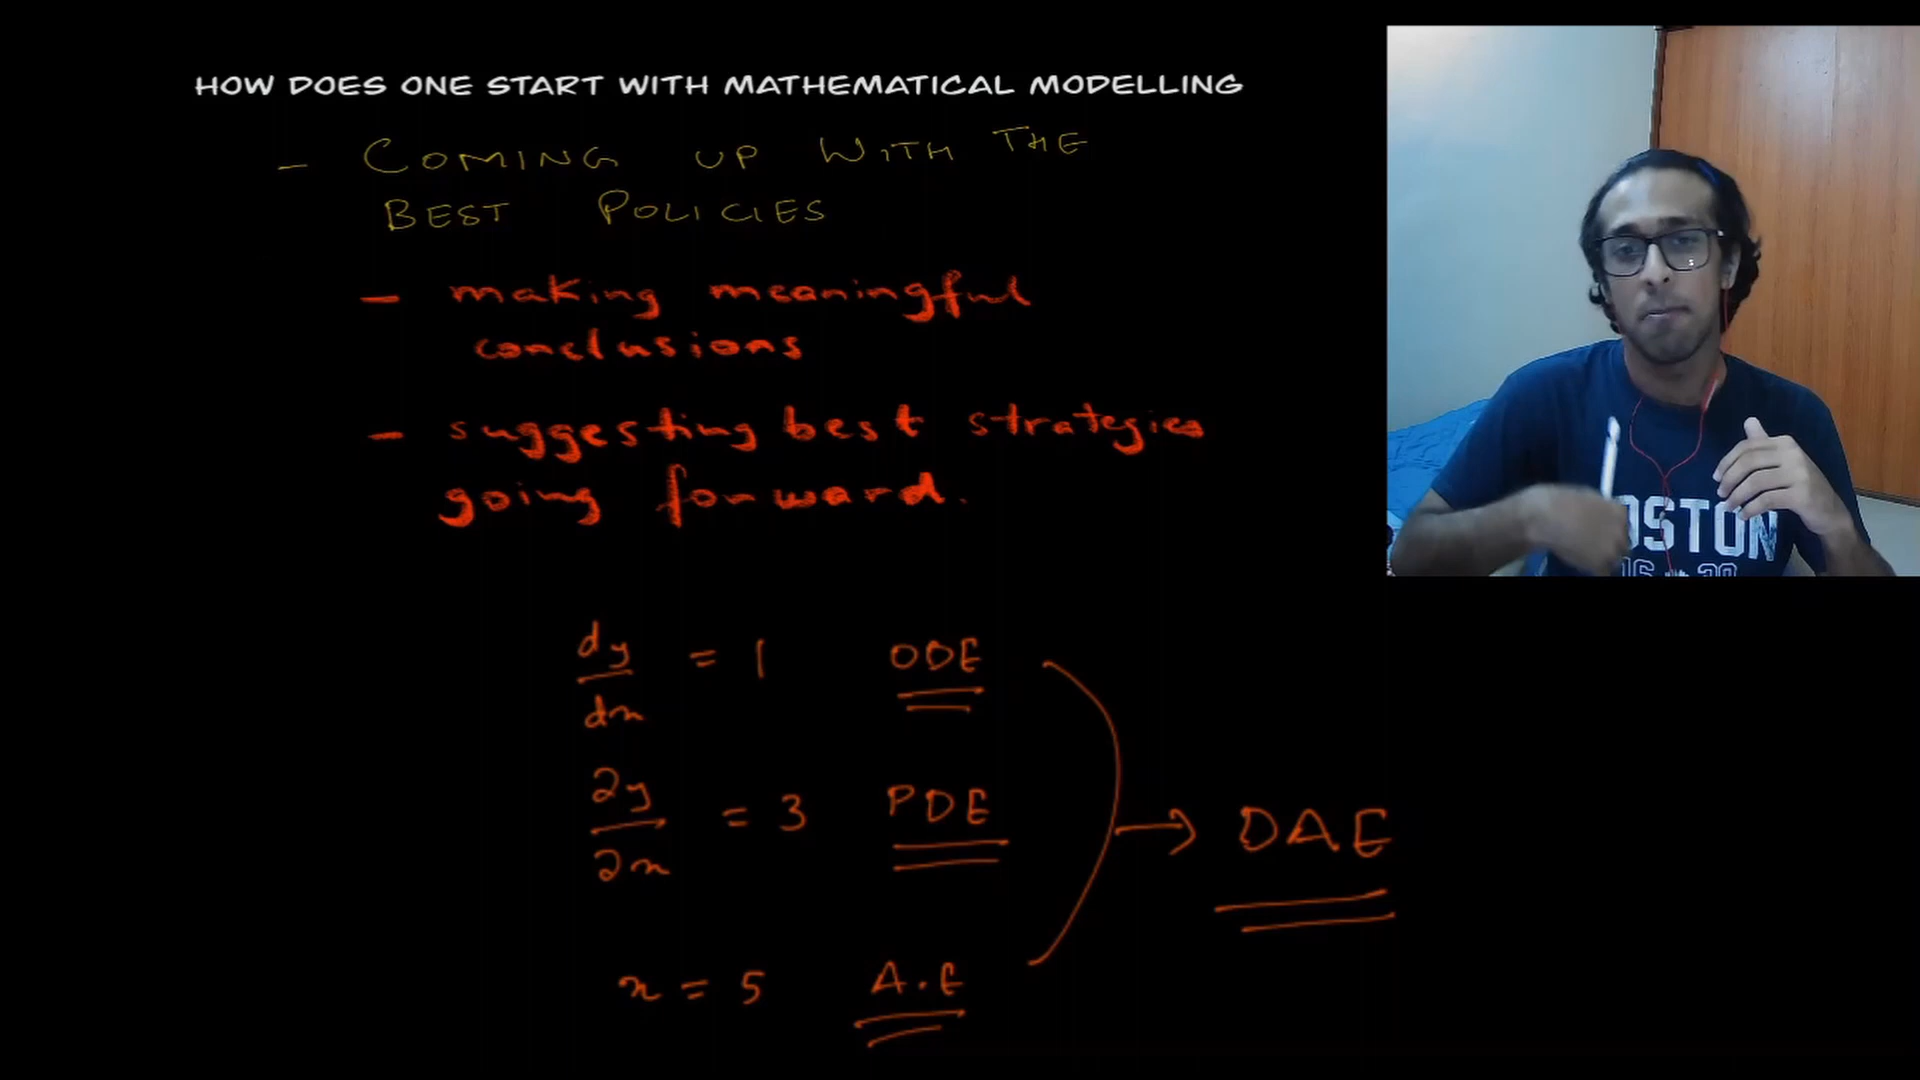 HOW DOES ONE START WITH MATHEMATICAL MODELLING
- COMING UP WITH THE
BEST POLICIES
- making meaningful
conclusions
- suggesting best strategies
going forward.
dy/dx = 1 ODE
∂y/∂x = 3 PDE
→ DAE
x = 5 A.E
OSTON